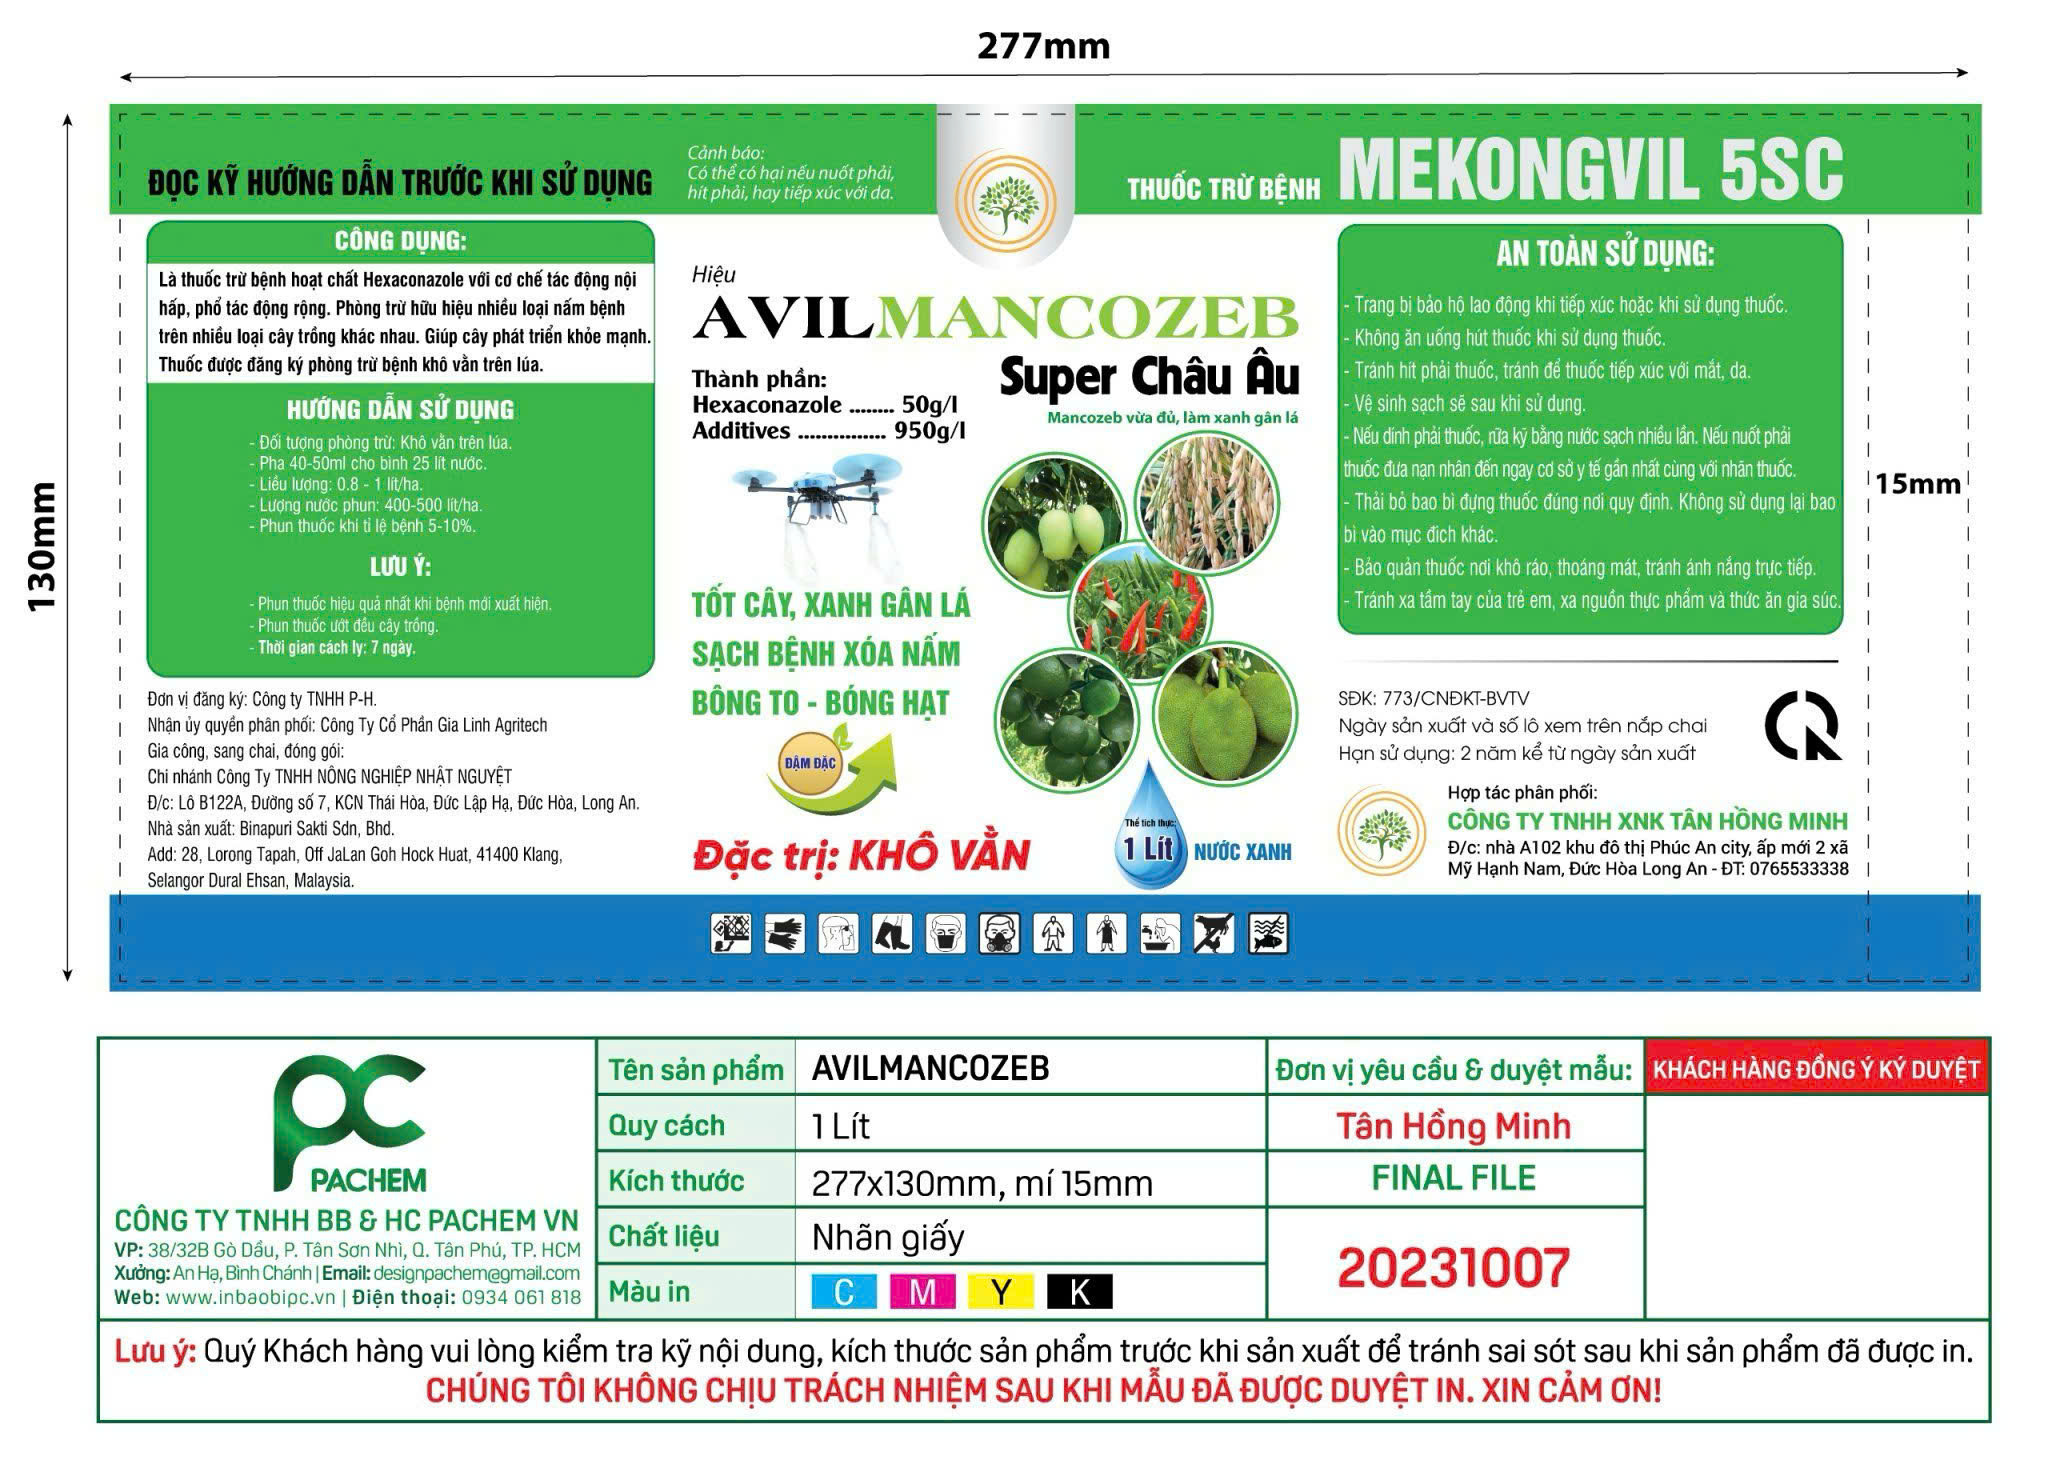 277mm
130mm
15mm
ĐỌC KỸ HƯỚNG DẪN TRƯỚC KHI SỬ DỤNG
CÔNG DỤNG:
Là thuốc trừ bệnh hoạt chất Hexaconazole với cơ chế tác động nội
hấp, phổ tác động rộng. Phòng trừ hữu hiệu nhiều loại nấm bệnh
trên nhiều loại cây trồng khác nhau. Giúp cây phát triển khỏe mạnh.
Thuốc được đăng ký phòng trừ bệnh khô vằn trên lúa.
HƯỚNG DẪN SỬ DỤNG
- Đối tượng phòng trừ: Khô vằn trên lúa.
- Pha 40-50ml cho bình 25 lít nước.
- Liều lượng: 0.8 - 1 lít/ha.
- Lượng nước phun: 400-500 lít/ha.
- Phun thuốc khi tỉ lệ bệnh 5-10%.
LƯU Ý:
- Phun thuốc hiệu quả nhất khi bệnh mới xuất hiện.
- Phun thuốc ướt đều cây trồng.
- Thời gian cách ly: 7 ngày.
Đơn vị đăng ký: Công ty TNHH P-H.
Nhận ủy quyền phân phối: Công Ty Cổ Phần Gia Linh Agritech
Gia công, sang chai, đóng gói:
Chi nhánh Công Ty TNHH NÔNG NGHIỆP NHẬT NGUYỆT
Đ/c: Lô B122A, Đường số 7, KCN Thái Hòa, Đức Lập Hạ, Đức Hòa, Long An.
Nhà sản xuất: Binapuri Sakti Sdn, Bhd.
Add: 28, Lorong Tapah, Off JaLan Goh Hock Huat, 41400 Klang,
Selangor Dural Ehsan, Malaysia.
Cảnh báo:
Có thể có hại nếu nuốt phải,
hít phải, hay tiếp xúc với da.
Hiệu
AVILMANCOZEB
Super Châu Âu
Mancozeb vừa đủ, làm xanh gân lá
Thành phần:
Hexaconazole ........ 50g/l
Additives ............... 950g/l
TỐT CÂY, XANH GÂN LÁ
SẠCH BỆNH XÓA NẤM
BÔNG TO - BÓNG HẠT
ĐẬM ĐẶC
Đặc trị: KHÔ VẰN
Thể tích thực:
1 Lít
NƯỚC XANH
THUỐC TRỪ BỆNH MEKONGVIL 5SC
AN TOÀN SỬ DỤNG:
- Trang bị bảo hộ lao động khi tiếp xúc hoặc khi sử dụng thuốc.
- Không ăn uống hút thuốc khi sử dụng thuốc.
- Tránh hít phải thuốc, tránh để thuốc tiếp xúc với mắt, da.
- Vệ sinh sạch sẽ sau khi sử dụng.
- Nếu dính phải thuốc, rữa kỹ bằng nước sạch nhiều lần. Nếu nuốt phải
thuốc đưa nạn nhân đến ngay cơ sở y tế gần nhất cùng với nhãn thuốc.
- Thải bỏ bao bì đựng thuốc đúng nơi quy định. Không sử dụng lại bao
bì vào mục đích khác.
- Bảo quản thuốc nơi khô ráo, thoáng mát, tránh ánh nắng trực tiếp.
- Tránh xa tầm tay của trẻ em, xa nguồn thực phẩm và thức ăn gia súc.
SĐK: 773/CNĐKT-BVTV
Ngày sản xuất và số lô xem trên nắp chai
Hạn sử dụng: 2 năm kể từ ngày sản xuất
Hợp tác phân phối:
CÔNG TY TNHH XNK TÂN HỒNG MINH
Đ/c: nhà A102 khu đô thị Phúc An city, ấp mới 2 xã
Mỹ Hạnh Nam, Đức Hòa Long An - ĐT: 0765533338
PACHEM
CÔNG TY TNHH BB & HC PACHEM VN
VP: 38/32B Gò Dầu, P. Tân Sơn Nhì, Q. Tân Phú, TP. HCM
Xưởng: An Hạ, Bình Chánh | Email: designpachem@gmail.com
Web: www.inbaobipc.vn | Điện thoại: 0934 061 818
Tên sản phẩm AVILMANCOZEB
Quy cách 1 Lít
Kích thước 277x130mm, mí 15mm
Chất liệu Nhãn giấy
Màu in C M Y K
Đơn vị yêu cầu & duyệt mẫu:
Tân Hồng Minh
FINAL FILE
20231007
KHÁCH HÀNG ĐỒNG Ý KÝ DUYỆT
Lưu ý: Quý Khách hàng vui lòng kiểm tra kỹ nội dung, kích thước sản phẩm trước khi sản xuất để tránh sai sót sau khi sản phẩm đã được in.
CHÚNG TÔI KHÔNG CHỊU TRÁCH NHIỆM SAU KHI MẪU ĐÃ ĐƯỢC DUYỆT IN. XIN CẢM ƠN!